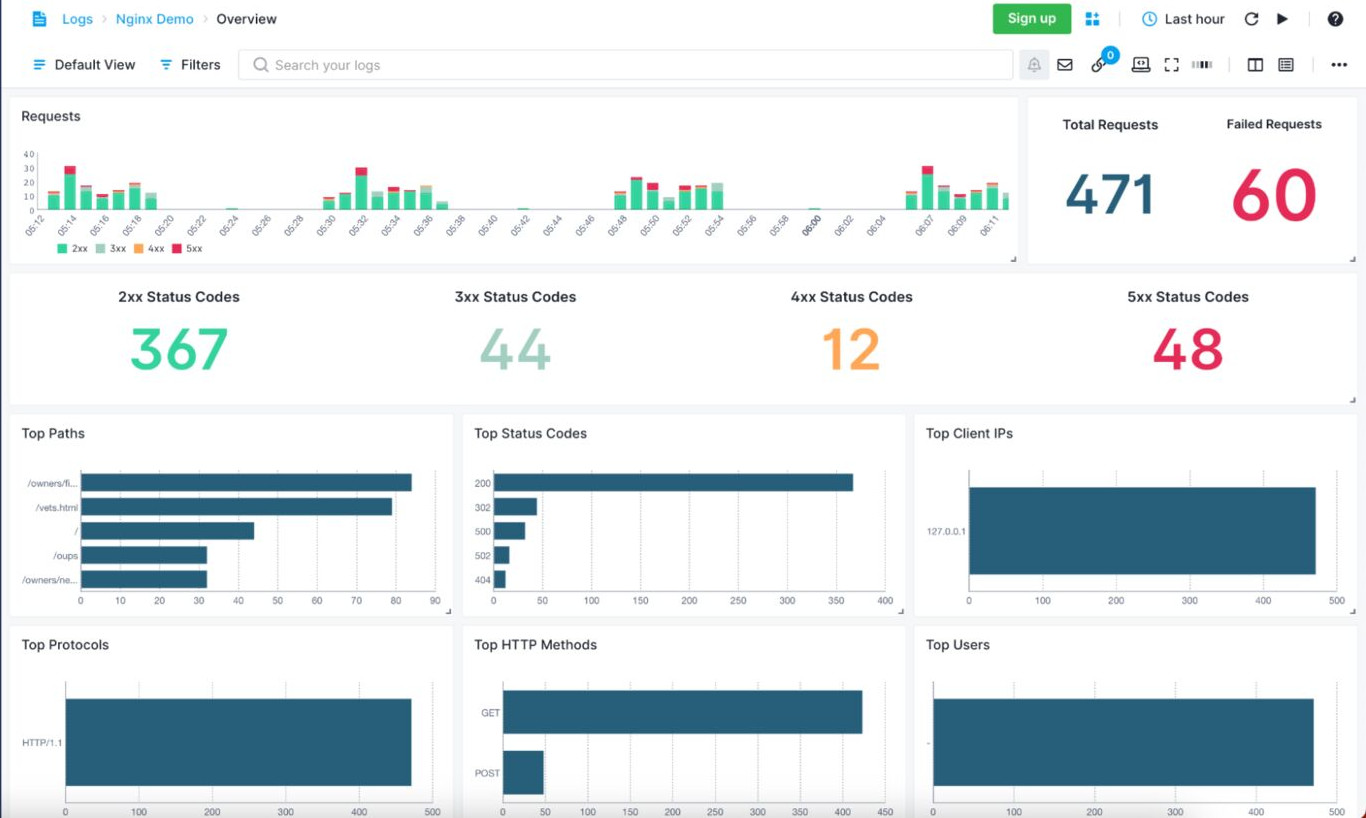 Logs > Nginx Demo > Overview
Sign up
Last hour
Default View
Filters
Search your logs
0
Requests
40
30
20
10
0
05:12 05:14 05:16 05:18 05:20 05:22 05:24 05:26 05:28 05:30 05:32 05:34 05:36 05:38 05:40 05:42 05:44 05:46 05:48 05:50 05:52 05:54 05:56 05:58 06:00 06:02 06:04 06:07 06:09 06:11
2xx 3xx 4xx 5xx
Total Requests
471
Failed Requests
60
2xx Status Codes
367
3xx Status Codes
44
4xx Status Codes
12
5xx Status Codes
48
Top Paths
/owners/fi...
/vets.html
/
/oups
/owners/ne...
0 10 20 30 40 50 60 70 80 90
Top Status Codes
200
302
500
502
404
0 50 100 150 200 250 300 350 400
Top Client IPs
127.0.0.1
0 100 200 300 400 500
Top Protocols
HTTP/1.1
0 100 200 300 400 500
Top HTTP Methods
GET
POST
0 50 100 150 200 250 300 350 400 450
Top Users
-
0 100 200 300 400 500